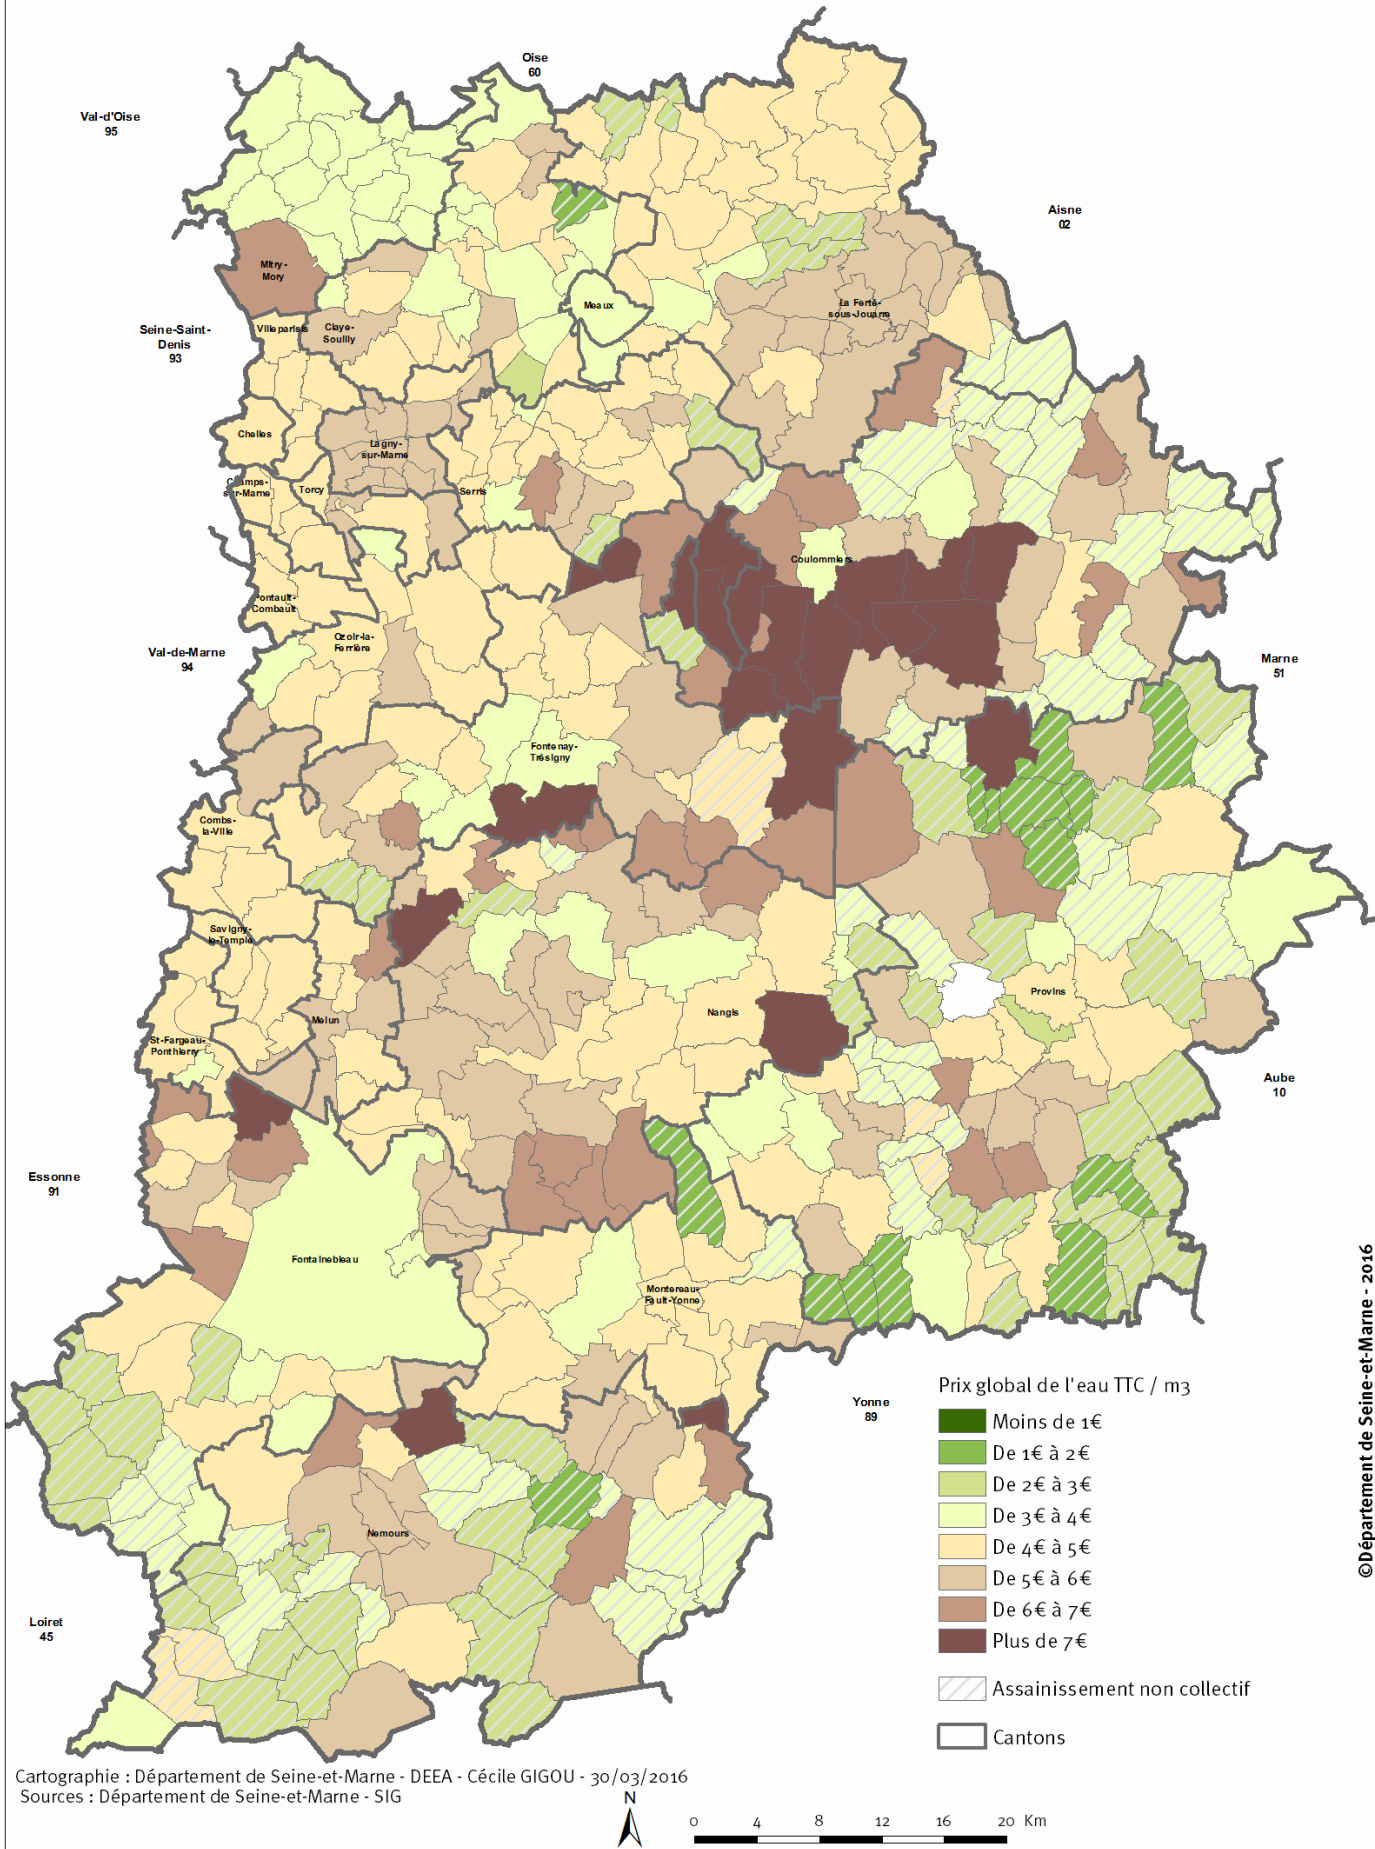 Oise
60
Val-d'Oise
95
Aisne
02
Mitry-
Mory
Meaux
La Ferté-
sous-Jouarre
Seine-Saint-
Denis
93
Villeparisis
Claye-
Souilly
Chelles
Lagny-
sur-Marne
Champs-
sur-Marne
Torcy
Serris
Coulommiers
Pontault-
Combault
Ozoir-la-
Ferrière
Val-de-Marne
94
Marne
51
Fontenay-
Trésigny
Combs-
la-Ville
Savigny-
le-Temple
Provins
Melun
Nangis
St-Fargeau-
Ponthierry
Aube
10
Essonne
91
Fontainebleau
Montereau-
Fault-Yonne
Yonne
89
Nemours
Loiret
45
Prix global de l'eau TTC / m3
Moins de 1€
De 1€ à 2€
De 2€ à 3€
De 3€ à 4€
De 4€ à 5€
De 5€ à 6€
De 6€ à 7€
Plus de 7€
Assainissement non collectif
Cantons
©Département de Seine-et-Marne - 2016
Cartographie : Département de Seine-et-Marne - DEEA - Cécile GIGOU - 30/03/2016
Sources : Département de Seine-et-Marne - SIG
N
0 4 8 12 16 20 Km